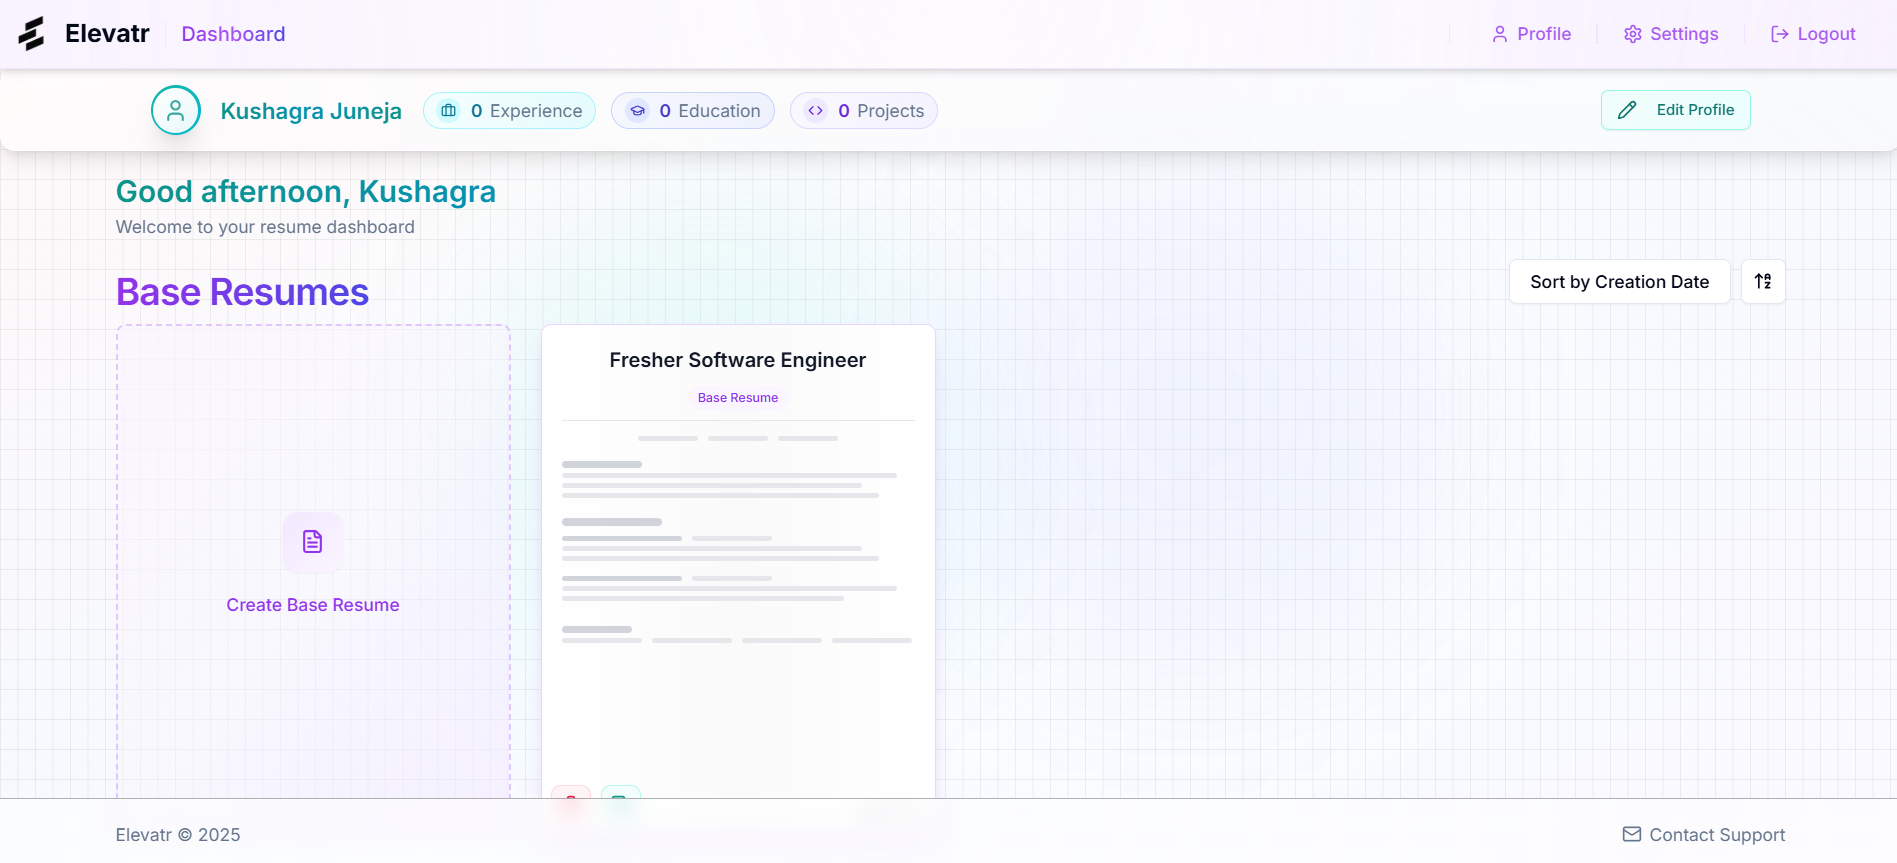 Elevatr
Dashboard
Profile
Settings
Logout
Kushagra Juneja
0 Experience
0 Education
0 Projects
Edit Profile
Good afternoon, Kushagra
Welcome to your resume dashboard
Base Resumes
Sort by Creation Date
Create Base Resume
Fresher Software Engineer
Base Resume
Elevatr © 2025
Contact Support